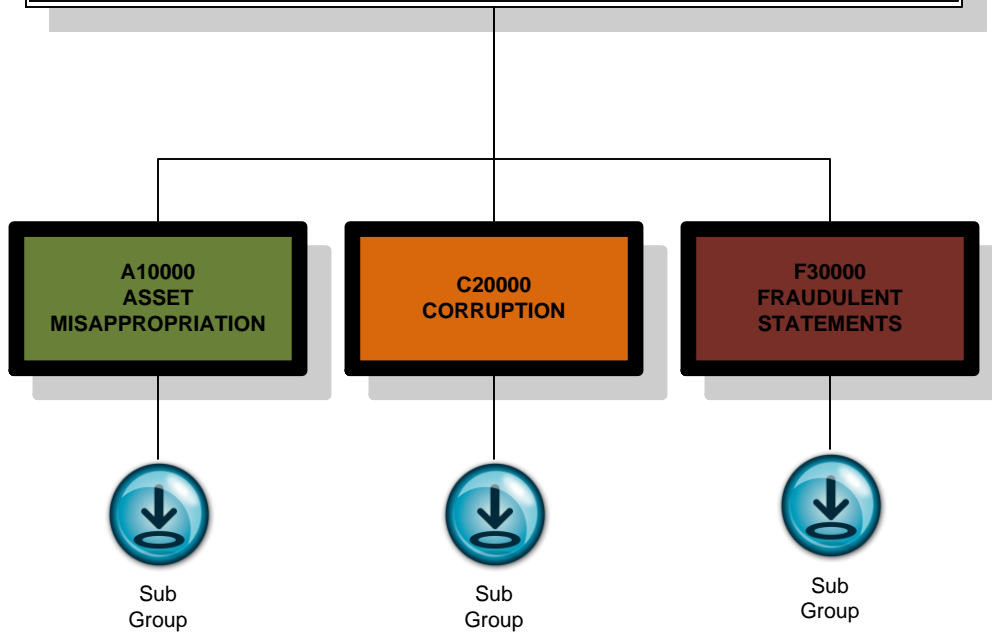 A10000
ASSET
MISAPPROPRIATION
C20000
CORRUPTION
F30000
FRAUDULENT
STATEMENTS
Sub
Group
Sub
Group
Sub
Group